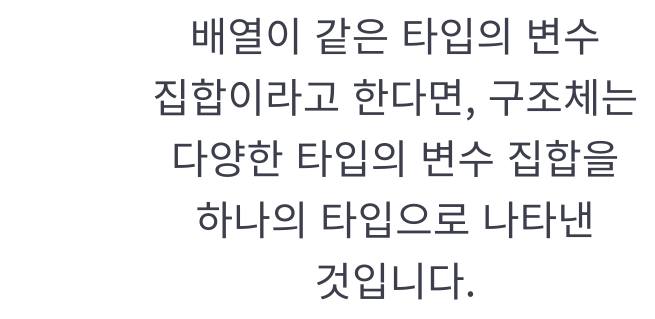 배열이 같은 타입의 변수
집합이라고 한다면, 구조체는
다양한 타입의 변수 집합을
하나의 타입으로 나타낸
것입니다.